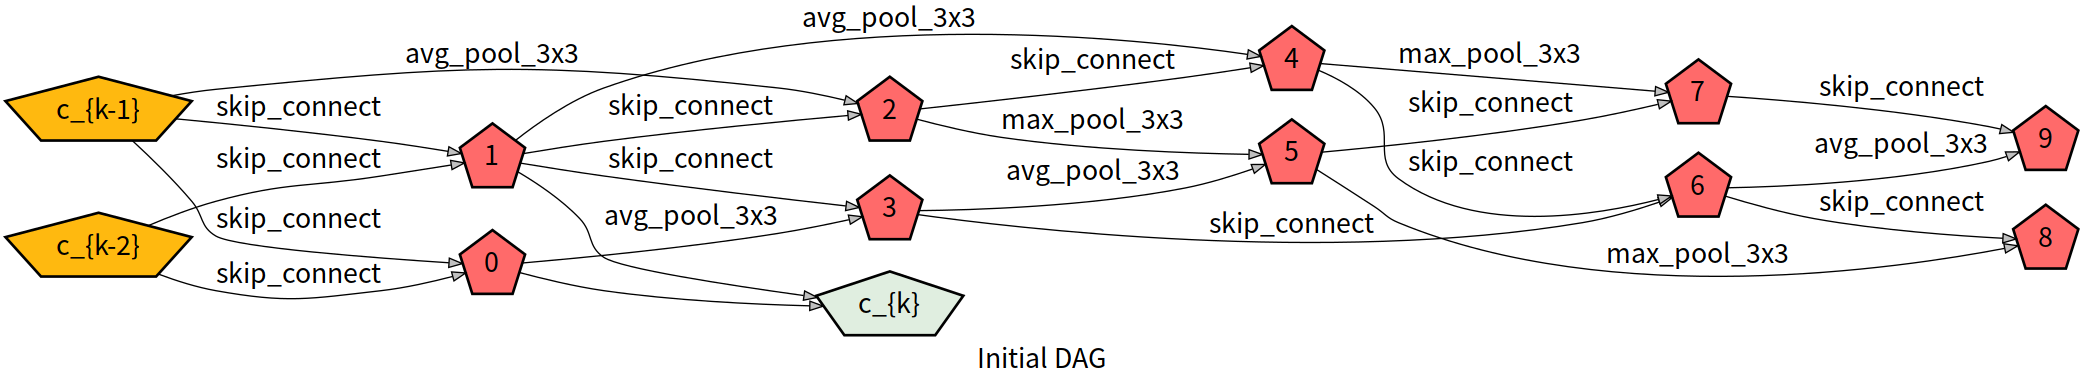 avg_pool_3x3
avg_pool_3x3
skip_connect
4
max_pool_3x3
c_{k-1}
skip_connect
skip_connect
2
max_pool_3x3
skip_connect
7
skip_connect
9
skip_connect
1
skip_connect
avg_pool_3x3
5
skip_connect
6
avg_pool_3x3
c_{k-2}
skip_connect
avg_pool_3x3
3
skip_connect
skip_connect
8
skip_connect
0
max_pool_3x3
c_{k}
Initial DAG